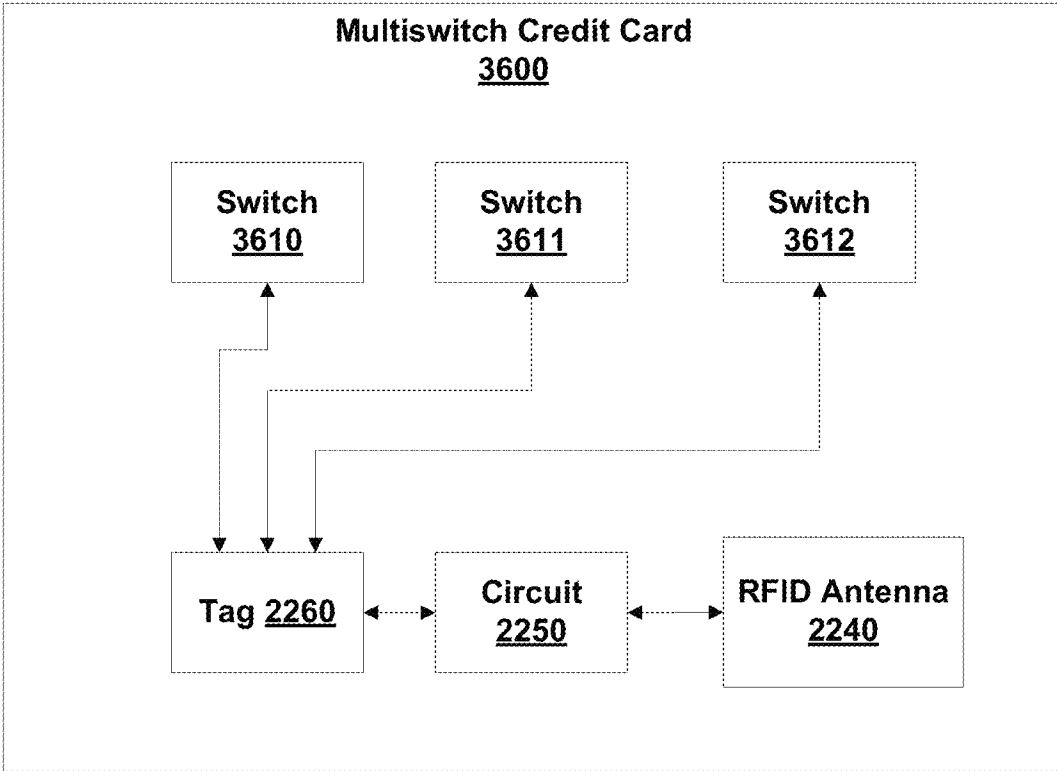 Multiswitch Credit Card
3600
Switch
3610
Switch
3611
Switch
3612
Tag 2260
Circuit
2250
RFID Antenna
2240